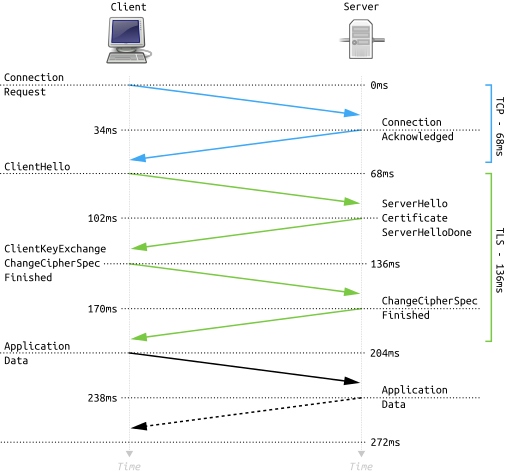 Client
Server
Connection
Request
0ms
34ms
Connection
Acknowledged
TCP - 68ms
ClientHello
68ms
102ms
ServerHello
Certificate
ServerHelloDone
ClientKeyExchange
ChangeCipherSpec
Finished
136ms
170ms
ChangeCipherSpec
Finished
TLS - 136ms
Application
Data
204ms
238ms
Application
Data
272ms
Time
Time